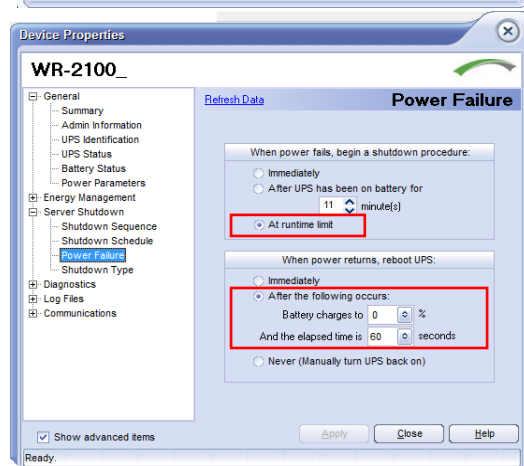 Device Properties
WR-2100_
General
Summary
Admin Information
UPS Identification
UPS Status
Battery Status
Power Parameters
Energy Management
Server Shutdown
Shutdown Sequence
Shutdown Schedule
Power Failure
Shutdown Type
Diagnostics
Log Files
Communications
Show advanced items
Refresh Data
Power Failure
When power fails, begin a shutdown procedure:
Immediately
After UPS has been on battery for
11 minute(s)
At runtime limit
When power returns, reboot UPS:
Immediately
After the following occurs:
Battery charges to 0 %
And the elapsed time is 60 seconds
Never (Manually turn UPS back on)
Apply Close Help
Ready.